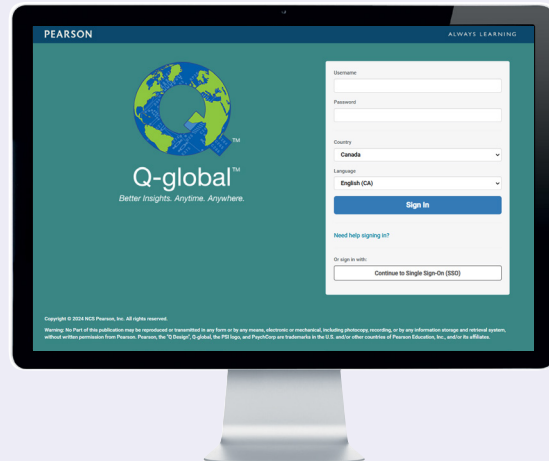 PEARSON
ALWAYS LEARNING
Q-global™
Better Insights. Anytime. Anywhere.
Username
Password
Country
Canada
Language
English (CA)
Sign In
Need help signing in?
Or sign in with:
Continue to Single Sign-On (SSO)
Copyright © 2024 NCS Pearson, Inc. All rights reserved.
Warning: No Part of this publication may be reproduced or transmitted in any form or by any means, electronic or mechanical, including photocopy, recording, or by any information storage and retrieval system,
without written permission from Pearson. Pearson, the "Q Design", Q-global, the PSI logo, and PsychCorp are trademarks in the U.S. and/or other countries of Pearson Education, Inc., and/or its affiliates.